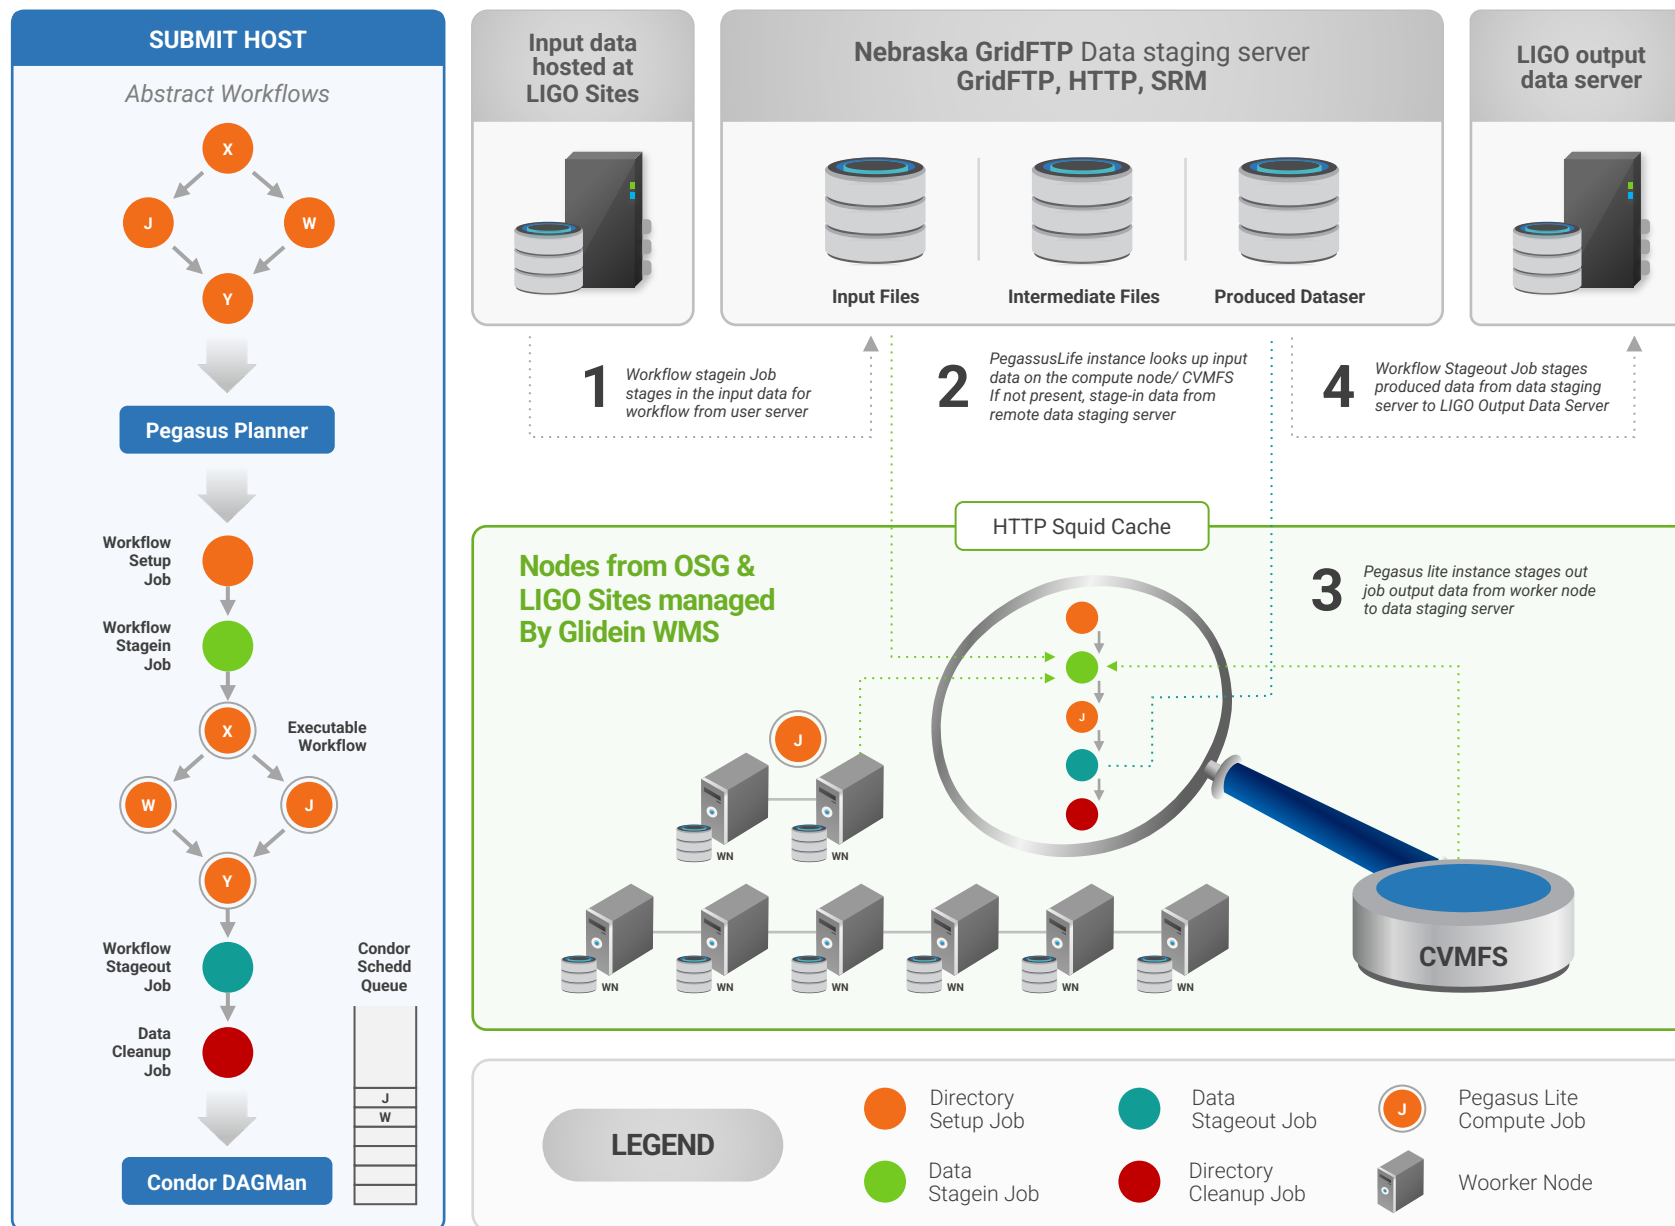 SUBMIT HOST
Abstract Workflows
X
J
W
Y
Pegasus Planner
Workflow
Setup
Job
Workflow
Stagein
Job
X
Executable
Workflow
W
J
Y
Workflow
Stageout
Job
Condor
Schedd
Queue
Data
Cleanup
Job
J
W
Condor DAGMan
Input data
hosted at
LIGO Sites
Nebraska GridFTP Data staging server
GridFTP, HTTP, SRM
Input Files
Intermediate Files
Produced Dataser
LIGO output
data server
1
Workflow stagein Job
stages in the input data for
workflow from user server
2
PegassusLife instance looks up input
data on the compute node/ CVMFS
If not present, stage-in data from
remote data staging server
4
Workflow Stageout Job stages
produced data from data staging
server to LIGO Output Data Server
HTTP Squid Cache
Nodes from OSG &
LIGO Sites managed
By Glidein WMS
3
Pegasus lite instance stages out
job output data from worker node
to data staging server
J
J
WN
WN
WN
WN
WN
WN
WN
WN
CVMFS
LEGEND
Directory
Setup Job
Data
Stageout Job
J
Pegasus Lite
Compute Job
Data
Stagein Job
Directory
Cleanup Job
Woorker Node